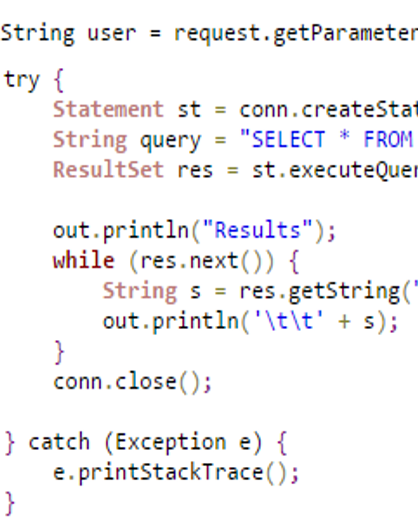 String user = request.getParameter
try {
Statement st = conn.createStat
String query = "SELECT * FROM
ResultSet res = st.executeQuer
out.println("Results");
while (res.next()) {
String s = res.getString('
out.println('\t\t' + s);
}
conn.close();
} catch (Exception e) {
e.printStackTrace();
}